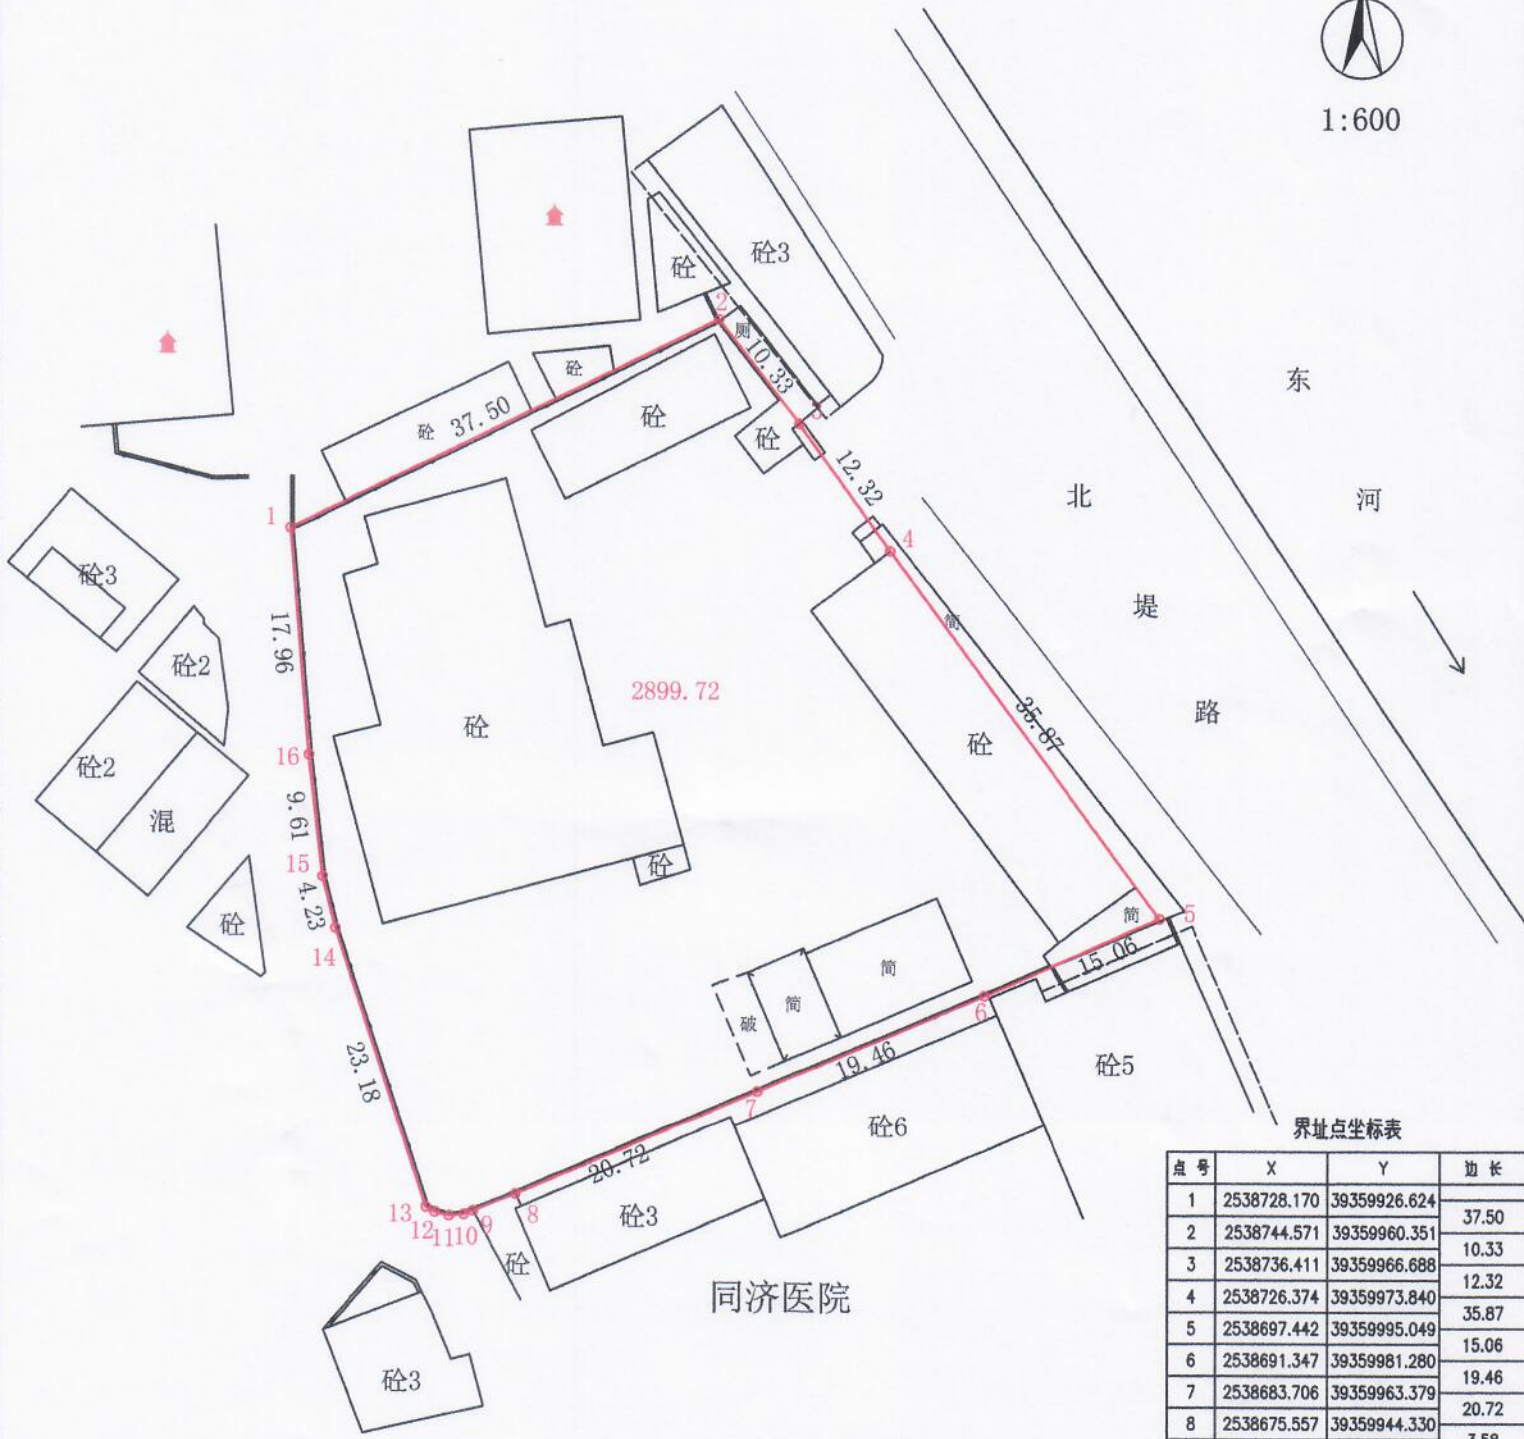 1:600
砼3
砼
2
厕
10.33
3
砼
37.50
砼
砼
砼
12.32
4
东
北
河
堤
路
1
砼3
17.96
砼2
砼2
混
16
9.61
15
4.23
14
砼
砼
2899.72
砼
简
35.87
砼
简
5
15.06
简
简
破
6
19.46
7
砼5
砼6
23.18
20.72
砼3
8
9
10
11
12
13
砼
同济医院
砼3
界址点坐标表
点号 X Y 边长
1 2538728.170 39359926.624
37.50
2 2538744.571 39359960.351
10.33
3 2538736.411 39359966.688
12.32
4 2538726.374 39359973.840
35.87
5 2538697.442 39359995.049
15.06
6 2538691.347 39359981.280
19.46
7 2538683.706 39359963.379
20.72
8 2538675.557 39359944.330